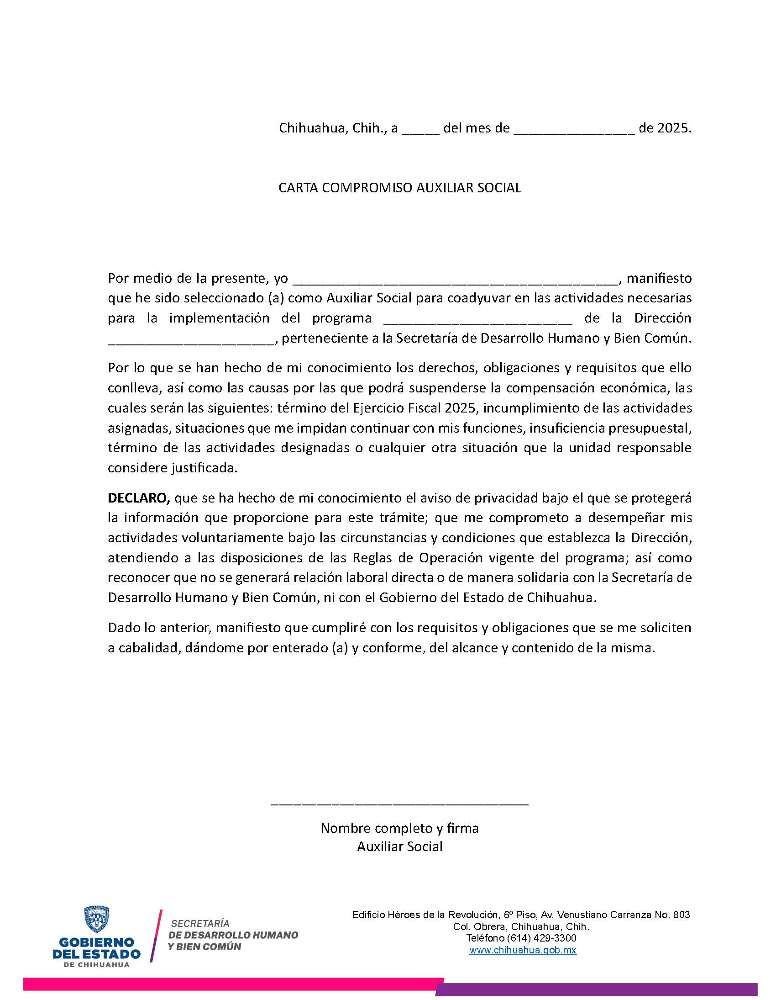 Chihuahua, Chih., a _____ del mes de ________________ de 2025.
CARTA COMPROMISO AUXILIAR SOCIAL
Por medio de la presente, yo ___________________________________________, manifiesto
que he sido seleccionado (a) como Auxiliar Social para coadyuvar en las actividades necesarias
para la implementación del programa _________________________ de la Dirección
______________________, perteneciente a la Secretaría de Desarrollo Humano y Bien Común.
Por lo que se han hecho de mi conocimiento los derechos, obligaciones y requisitos que ello
conlleva, así como las causas por las que podrá suspenderse la compensación económica, las
cuales serán las siguientes: término del Ejercicio Fiscal 2025, incumplimiento de las actividades
asignadas, situaciones que me impidan continuar con mis funciones, insuficiencia presupuestal,
término de las actividades designadas o cualquier otra situación que la unidad responsable
considere justificada.
DECLARO, que se ha hecho de mi conocimiento el aviso de privacidad bajo el que se protegerá
la información que proporcione para este trámite; que me comprometo a desempeñar mis
actividades voluntariamente bajo las circunstancias y condiciones que establezca la Dirección,
atendiendo a las disposiciones de las Reglas de Operación vigente del programa; así como
reconocer que no se generará relación laboral directa o de manera solidaria con la Secretaría de
Desarrollo Humano y Bien Común, ni con el Gobierno del Estado de Chihuahua.
Dado lo anterior, manifiesto que cumpliré con los requisitos y obligaciones que se me soliciten
a cabalidad, dándome por enterado (a) y conforme, del alcance y contenido de la misma.
__________________________________
Nombre completo y firma
Auxiliar Social
GOBIERNO
DEL ESTADO
DE CHIHUAHUA
SECRETARÍA
DE DESARROLLO HUMANO
Y BIEN COMÚN
Edificio Héroes de la Revolución, 6º Piso, Av. Venustiano Carranza No. 803
Col. Obrera, Chihuahua, Chih.
Teléfono (614) 429-3300
www.chihuahua.gob.mx